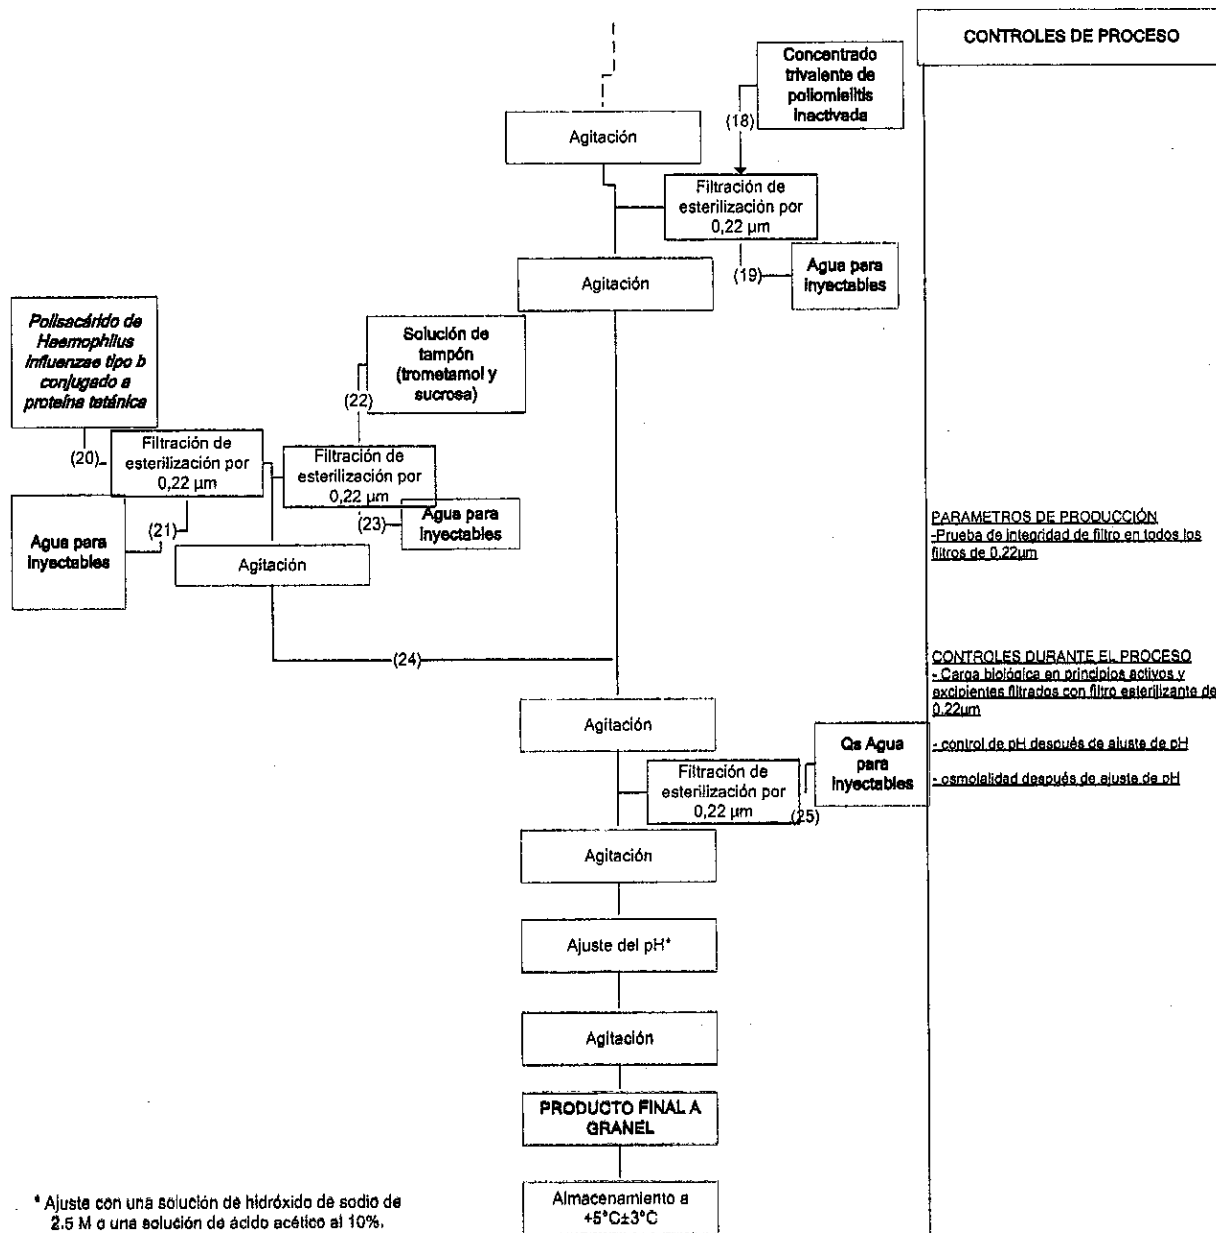 CONTROLES DE PROCESO
Concentrado
trivalente de
poliomielitis
inactivada
(18)
Agitación
Filtración de
esterilización por
0,22 µm
(19)
Agua para
inyectables
Agitación
Polisacárido de
Haemophilus
influenzae tipo b
conjugado a
proteína tetánica
Solución de
tampón
(trometamol y
sucrosa)
(22)
(20)
Filtración de
esterilización por
0,22 µm
Filtración de
esterilización por
0,22 µm
(21)
Agua para
inyectables
(23)
Agua para
inyectables
Agitación
PARAMETROS DE PRODUCCIÓN
-Prueba de integridad de filtro en todos los
filtros de 0,22µm
(24)
CONTROLES DURANTE EL PROCESO
- Carga biológica en principios activos y
excipientes filtrados con filtro esterilizante de
0.22µm
- control de pH después de ajuste de pH
- osmolalidad después de ajuste de pH
Agitación
Filtración de
esterilización por
0,22 µm
(25)
Qs Agua
para
inyectables
Agitación
Ajuste del pH*
Agitación
PRODUCTO FINAL A
GRANEL
Almacenamiento a
+5°C±3°C
* Ajuste con una solución de hidróxido de sodio de
2.5 M o una solución de ácido acético al 10%.